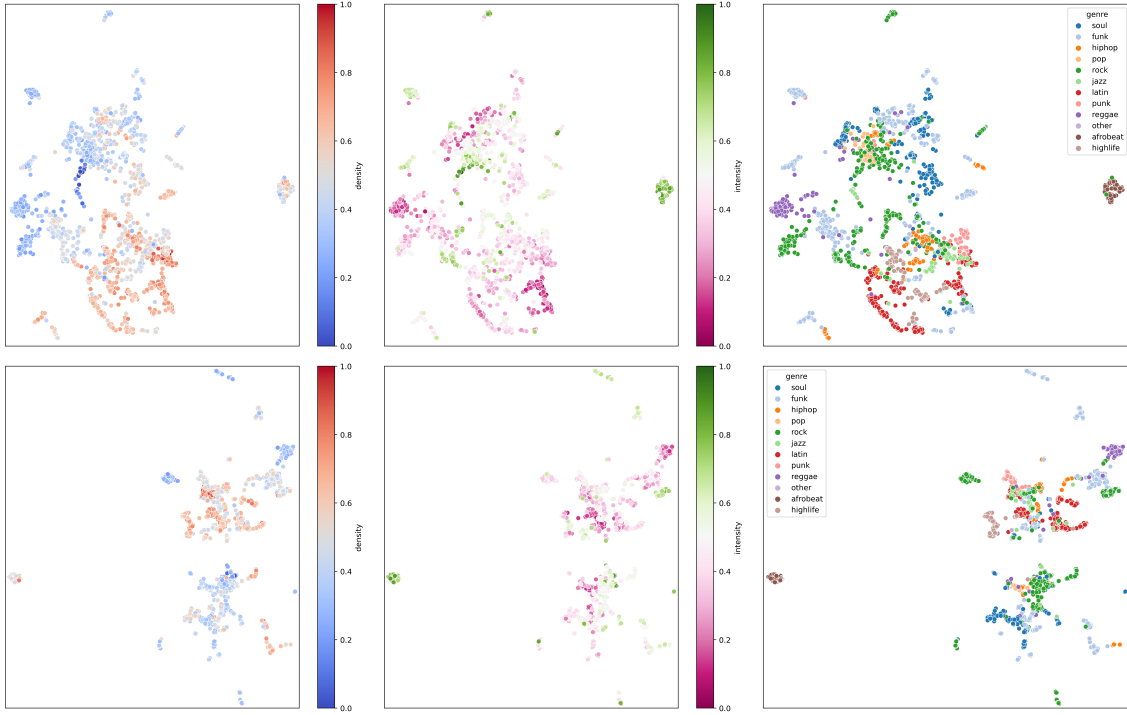 1.0
0.8
0.6
0.4
0.2
0.0
density
1.0
0.8
0.6
0.4
0.2
0.0
intensity
genre
soul
funk
hiphop
pop
rock
jazz
latin
punk
reggae
other
afrobeat
highlife
1.0
0.8
0.6
0.4
0.2
0.0
density
1.0
0.8
0.6
0.4
0.2
0.0
intensity
genre
soul
funk
hiphop
pop
rock
jazz
latin
punk
reggae
other
afrobeat
highlife